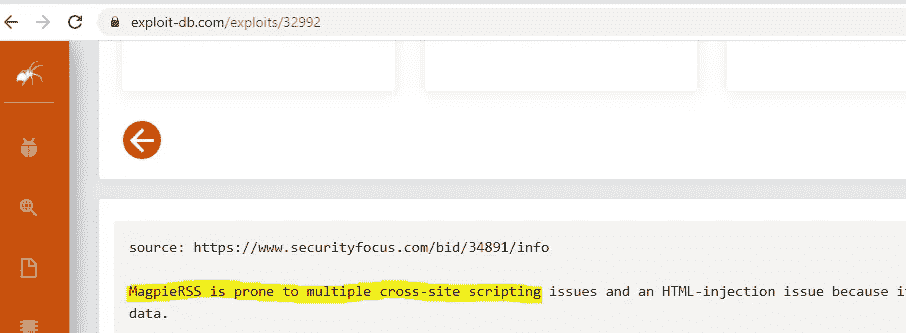 exploit-db.com/exploits/32992
source: https://www.securityfocus.com/bid/34891/info
MagpieRSS is prone to multiple cross-site scripting issues and an HTML-injection issue because
data.